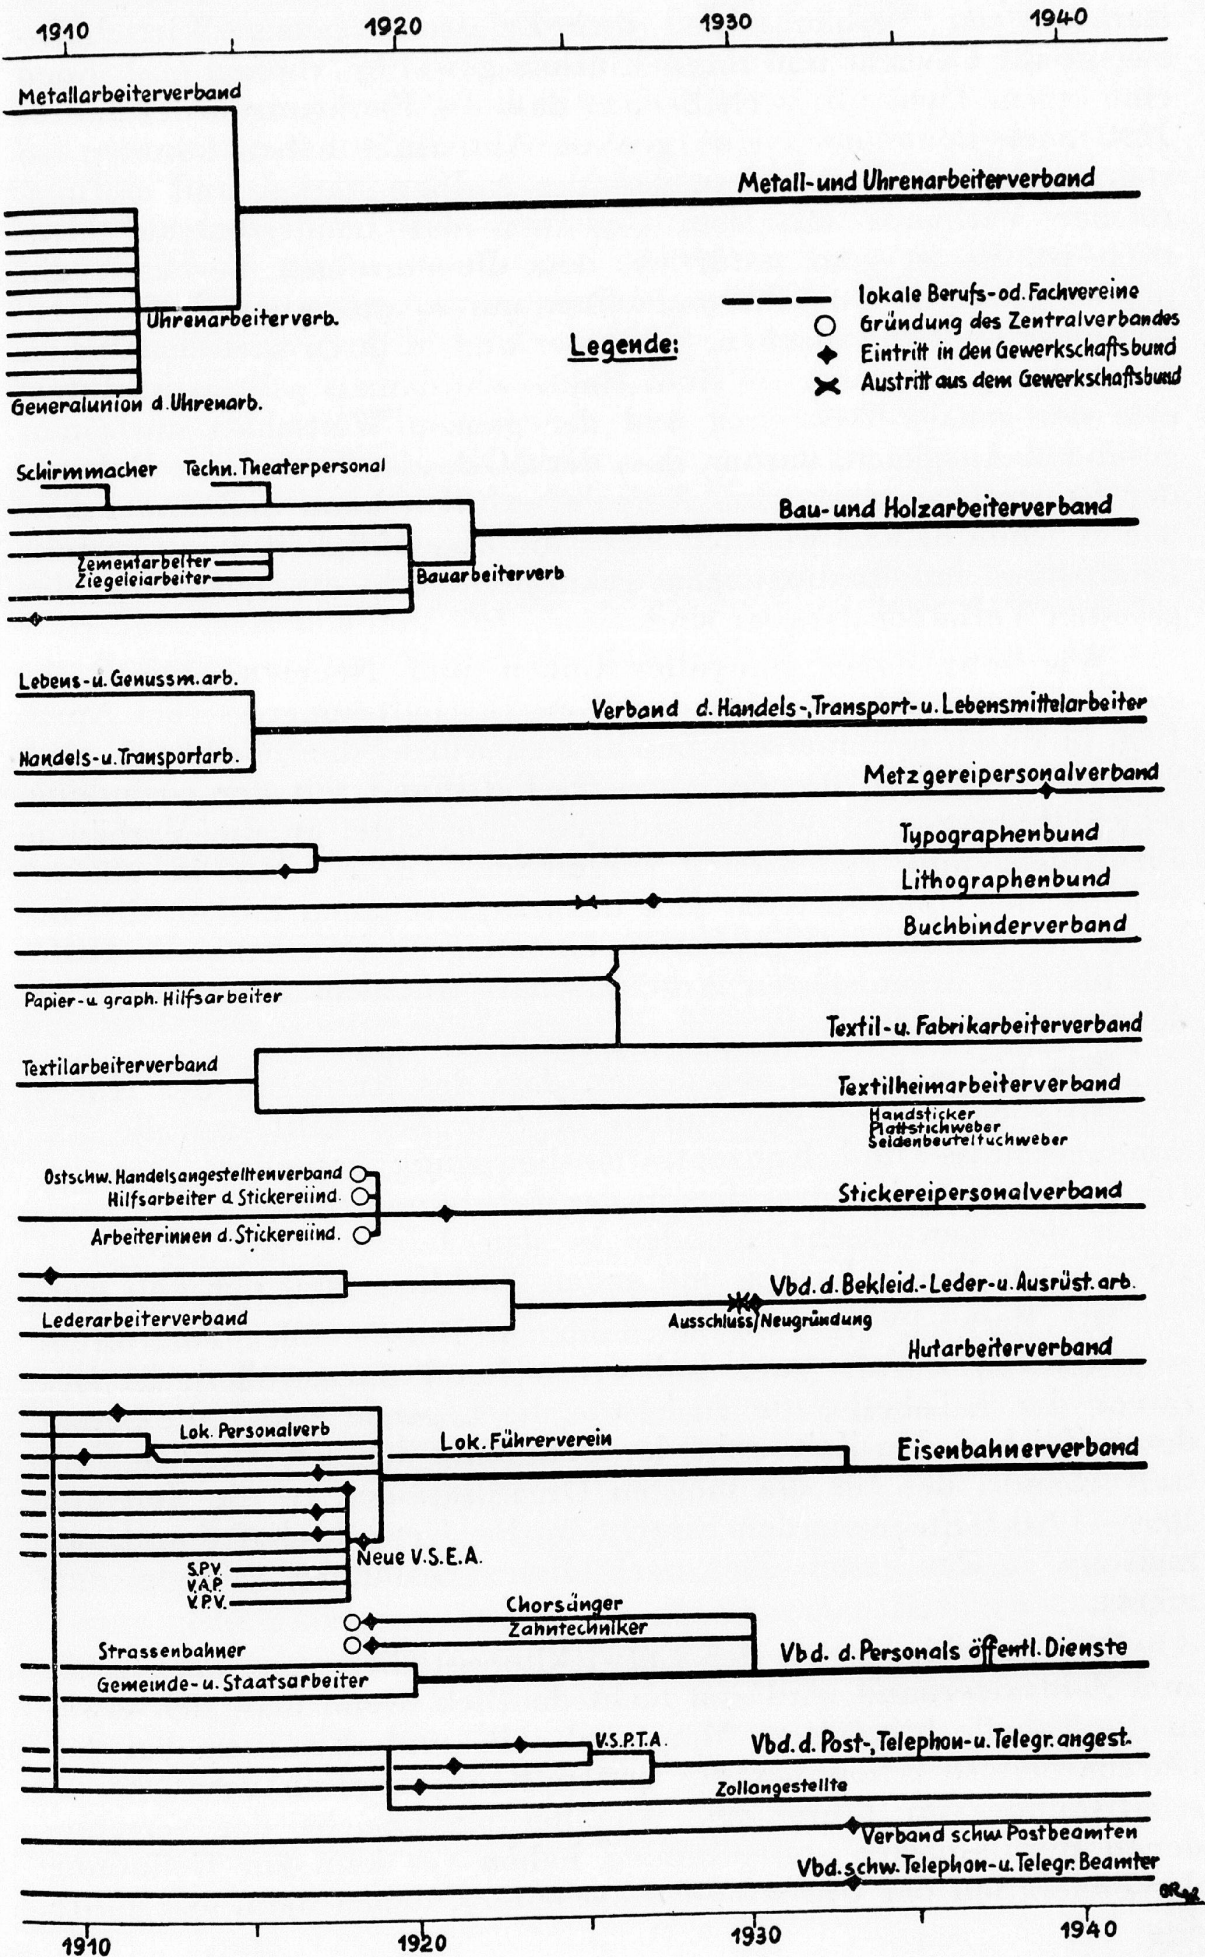 1910 1920 1930 1940
Metallarbeiterverband
Metall-und Uhrenarbeiterverband
lokale Berufs-od. Fachvereine
Gründung des Zentralverbandes
Legende:
Eintritt in den Gewerkschaftsbund
Austritt aus dem Gewerkschaftsbund
Uhrenarbeiterverb.
Generalunion d. Uhrenarb.
Schirmmacher
Techn. Theaterpersonal
Bau-und Holzarbeiterverband
Zementarbeiter
Ziegeleiarbeiter
Bauarbeiterverb
Lebens-u. Genussm.arb.
Verband d. Handels-, Transport-u. Lebensmittelarbeiter
Handels-u. Transportarb.
Metzgereipersonalverband
Typographenbund
Lithographenbund
Buchbinderverband
Papier-u graph. Hilfsarbeiter
Textil-u. Fabrikarbeiterverband
Textilarbeiterverband
Textilheimarbeiterverband
Handsticker
Plattstichweber
Seidenbeuteltuchweber
Ostschw. Handelsangestelltenverband
Hilfsarbeiter d Stickereiind.
Stickereipersonalverband
Arbeiterinnen d. Stickereiind.
Vbd. d. Bekleid.-Leder-u. Ausrüst. arb.
Lederarbeiterverband
Ausschluss/Neugründung
Hutarbeiterverband
Lok. Personalverb
Lok. Führerverein
Eisenbahnerverband
Neue V.S.E.A.
S.P.V.
V.A.P.
V.P.V.
Chorsänger
Zahntechniker
Strassenbahner
Vbd. d. Personals öffentl. Dienste
Gemeinde-u. Staatsarbeiter
V.S.P.T.A.
Vbd. d. Post-, Telephon-u. Telegr. angest.
Zollangestellte
Verband schw. Postbeamten
Vbd. schw. Telephon-u. Telegr. Beamter
1910 1920 1930 1940